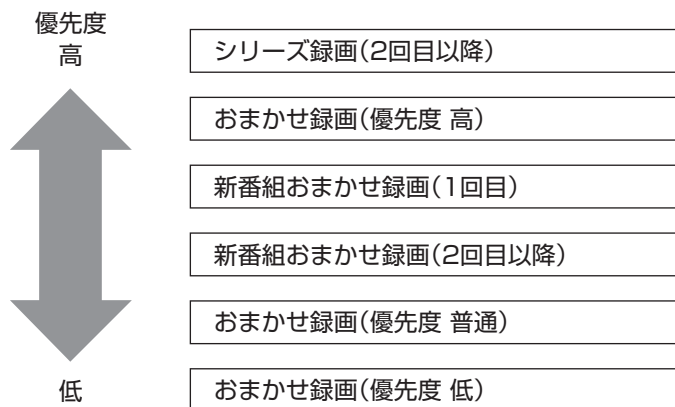 優先度
高
シリーズ録画(2回目以降)
おまかせ録画(優先度 高)
新番組おまかせ録画(1回目)
新番組おまかせ録画(2回目以降)
おまかせ録画(優先度 普通)
低
おまかせ録画(優先度 低)